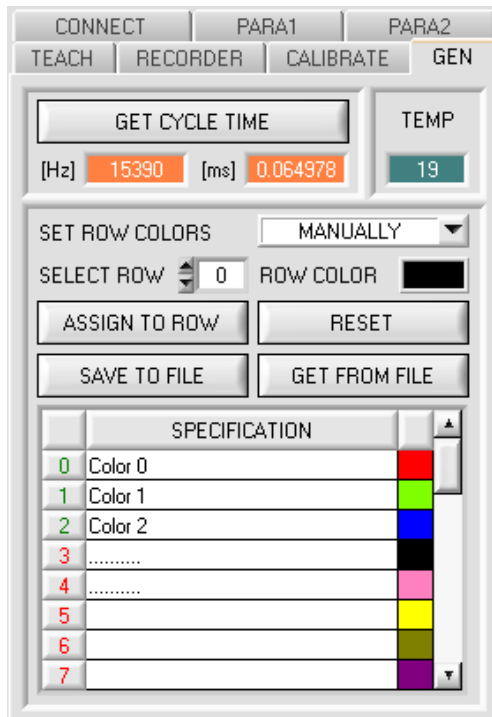 CONNECT PARA1 PARA2
TEACH RECORDER CALIBRATE GEN
GET CYCLE TIME TEMP
[Hz] 15390 [ms] 0.064978 19
SET ROW COLORS MANUALLY
SELECT ROW 0 ROW COLOR
ASSIGN TO ROW RESET
SAVE TO FILE GET FROM FILE
SPECIFICATION
0 Color 0
1 Color 1
2 Color 2
3 ..........
4 ..........
5
6
7